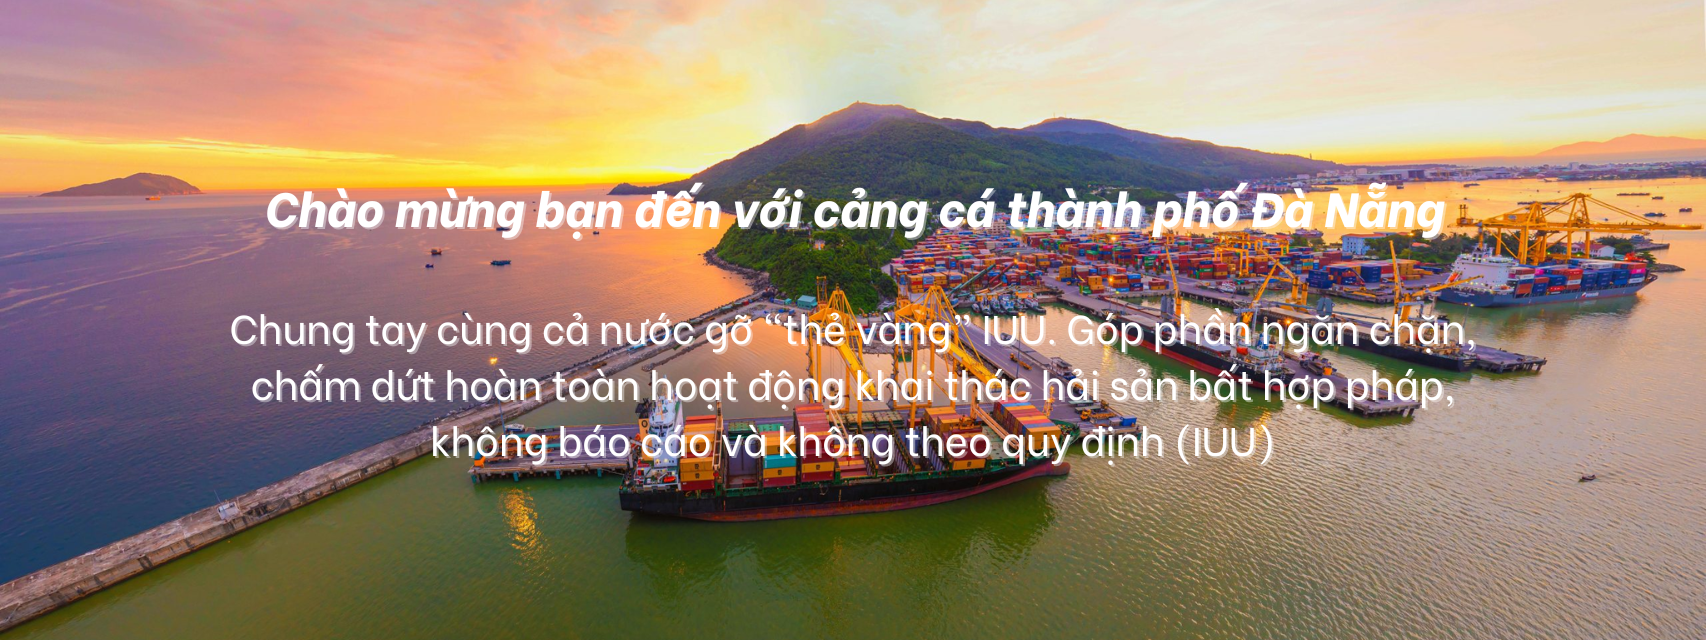 Chào mừng bạn đến với cảng cá thành phố Đà Nẵng
Chung tay cùng cả nước gỡ “thẻ vàng” IUU. Góp phần ngăn chặn,
chấm dứt hoàn toàn hoạt động khai thác hải sản bất hợp pháp,
không báo cáo và không theo quy định (IUU)